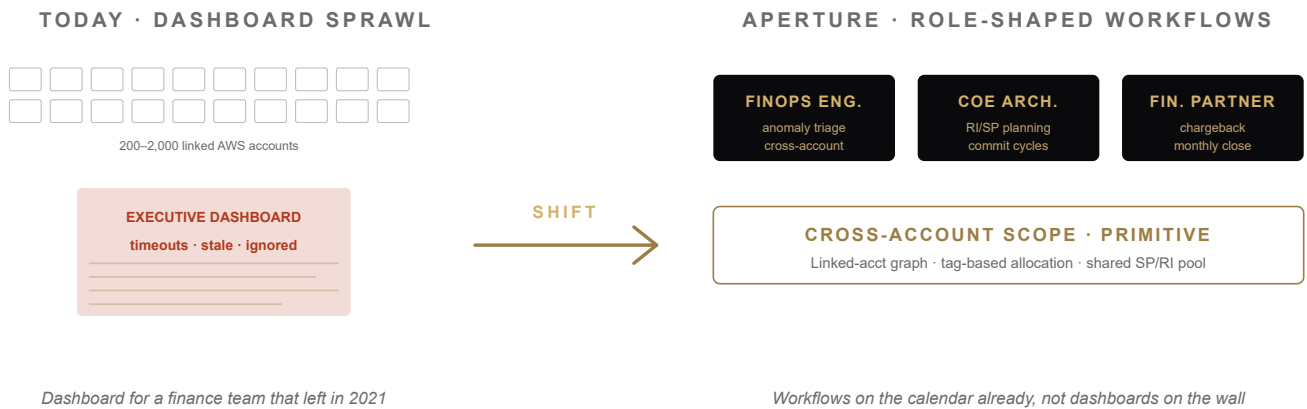 TODAY · DASHBOARD SPRAWL
200–2,000 linked AWS accounts
EXECUTIVE DASHBOARD
timeouts · stale · ignored
Dashboard for a finance team that left in 2021
SHIFT
APERTURE · ROLE-SHAPED WORKFLOWS
FINOPS ENG.
anomaly triage
cross-account
COE ARCH.
RI/SP planning
commit cycles
FIN. PARTNER
chargeback
monthly close
CROSS-ACCOUNT SCOPE · PRIMITIVE
Linked-acct graph · tag-based allocation · shared SP/RI pool
Workflows on the calendar already, not dashboards on the wall